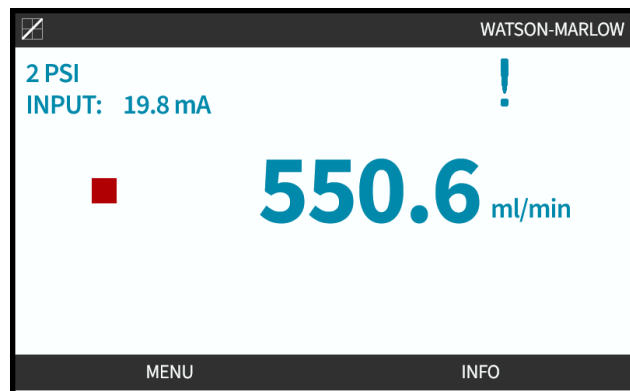 WATSON-MARLOW
2 PSI
INPUT: 19.8 mA
!
550.6 ml/min
MENU INFO